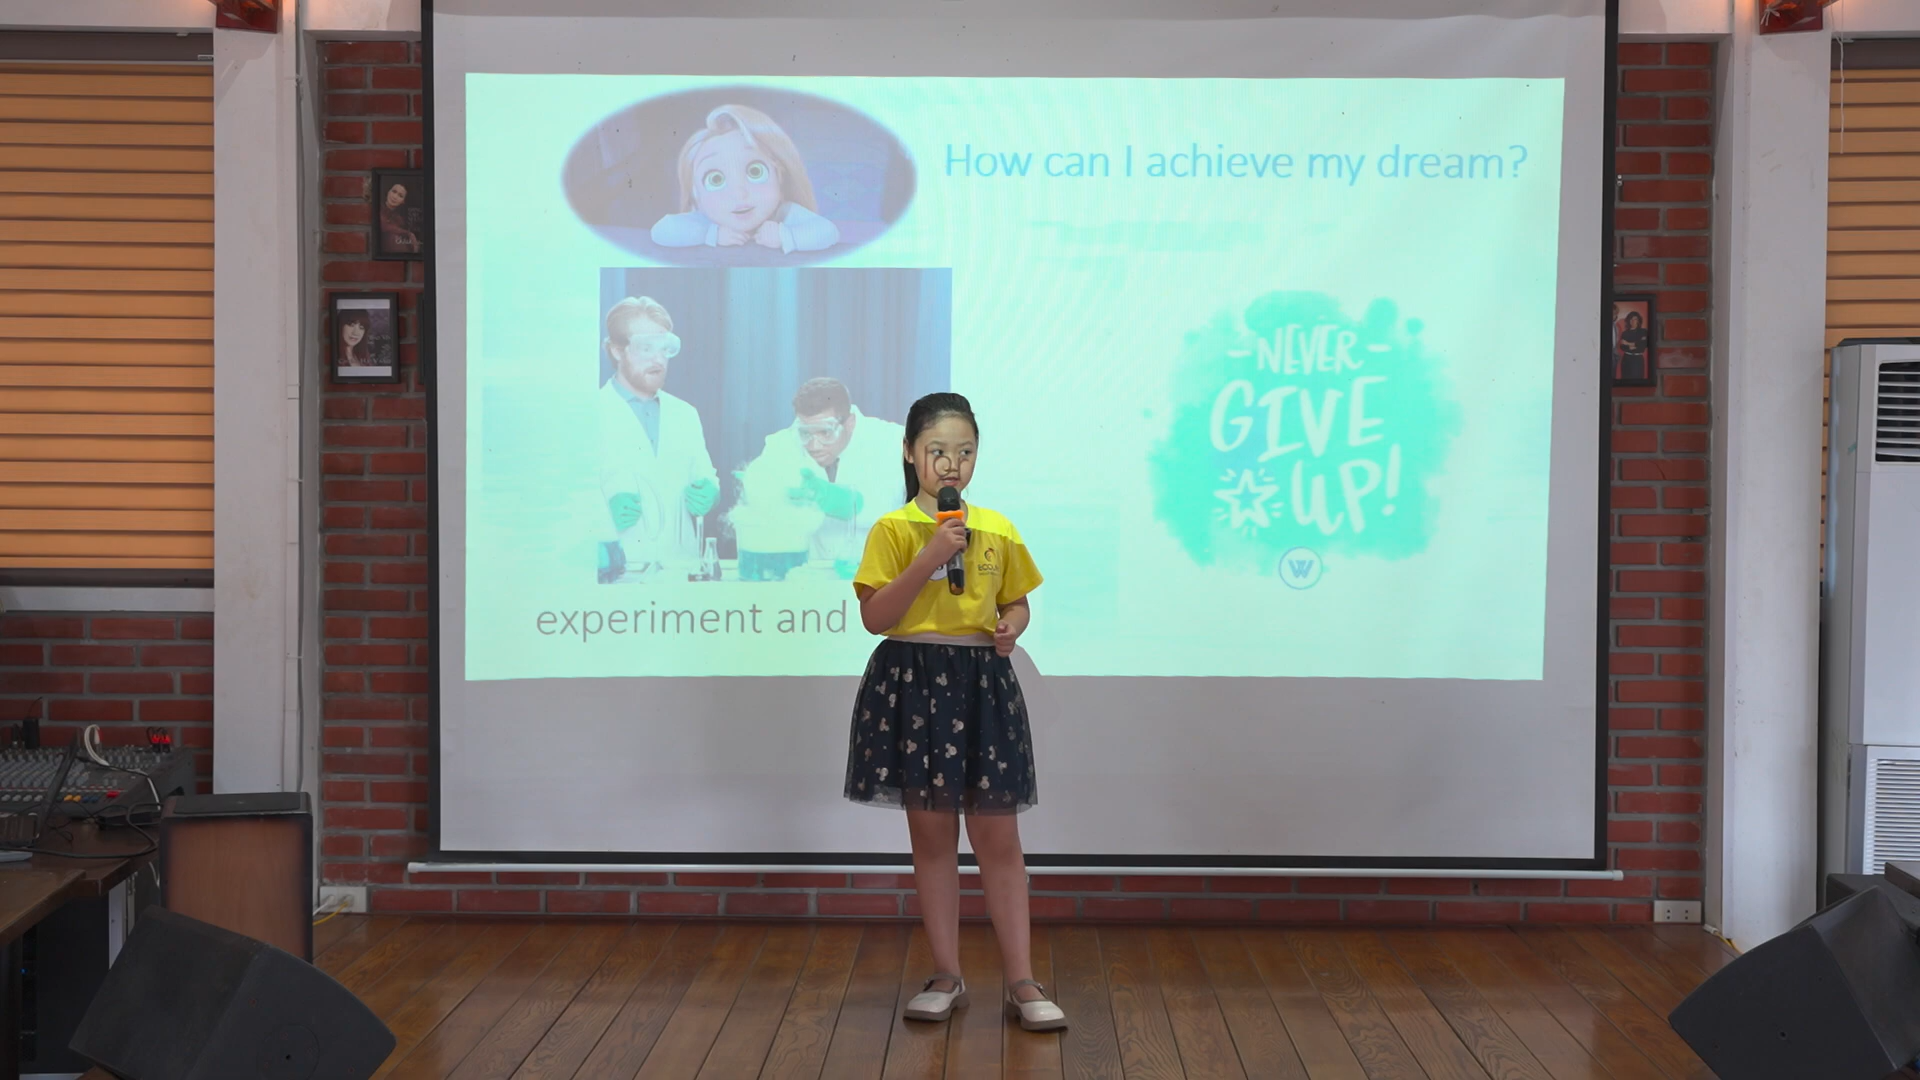 How can I achieve my dream?
- NEVER -
GIVE
UP!
W
experiment and